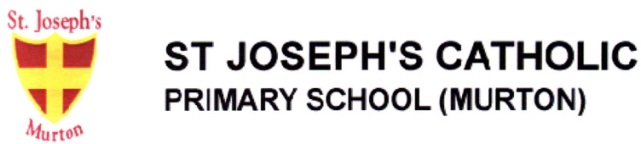 St. Joseph's
Murton
ST JOSEPH'S CATHOLIC
PRIMARY SCHOOL (MURTON)